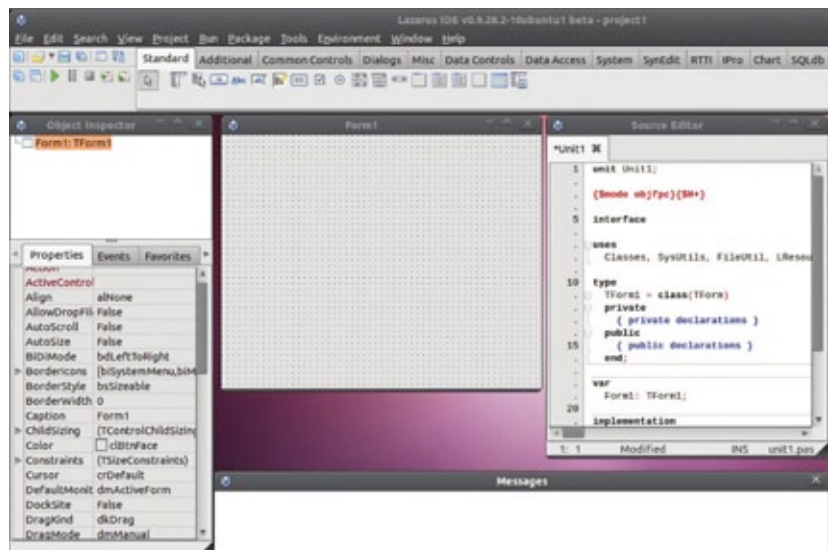 Lazarus IDE v0.9.28.2-10ubuntu1 beta - project1
File Edit Search View Project Run Package Tools Environment Window Help
Standard Additional Common Controls Dialogs Misc Data Controls Data Access System SynEdit RTTI IPro Chart SQLdb
Object Inspector
Form1: TForm1
Properties Events Favorites
Action
ActiveControl
Align alNone
AllowDropFil False
AutoScroll False
AutoSize False
BiDiMode bdLeftToRight
BorderIcons [biSystemMenu,biM
BorderStyle bsSizeable
BorderWidth 0
Caption Form1
ChildSizing (TControlChildSizing
Color clBtnFace
Constraints (TSizeConstraints)
Cursor crDefault
DefaultMonit dmActiveForm
DockSite False
DragKind dkDrag
DragMode dmManual
Form1
Source Editor
*Unit1
1 unit Unit1;
{$mode objfpc}{$H+}
5 interface
uses
Classes, SysUtils, FileUtil, LResou
10 type
TForm1 = class(TForm)
private
{ private declarations }
public
15 { public declarations }
end;
var
Form1: TForm1;
20
implementation
1: 1 Modified INS unit1.pas
Messages